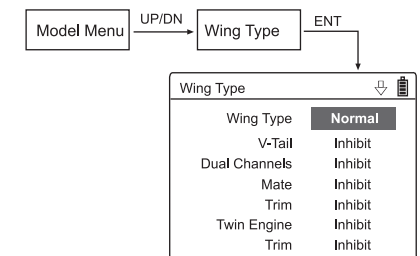 Model Menu UP/DN Wing Type ENT
Wing Type
Wing Type Normal
V-Tail Inhibit
Dual Channels Inhibit
Mate Inhibit
Trim Inhibit
Twin Engine Inhibit
Trim Inhibit